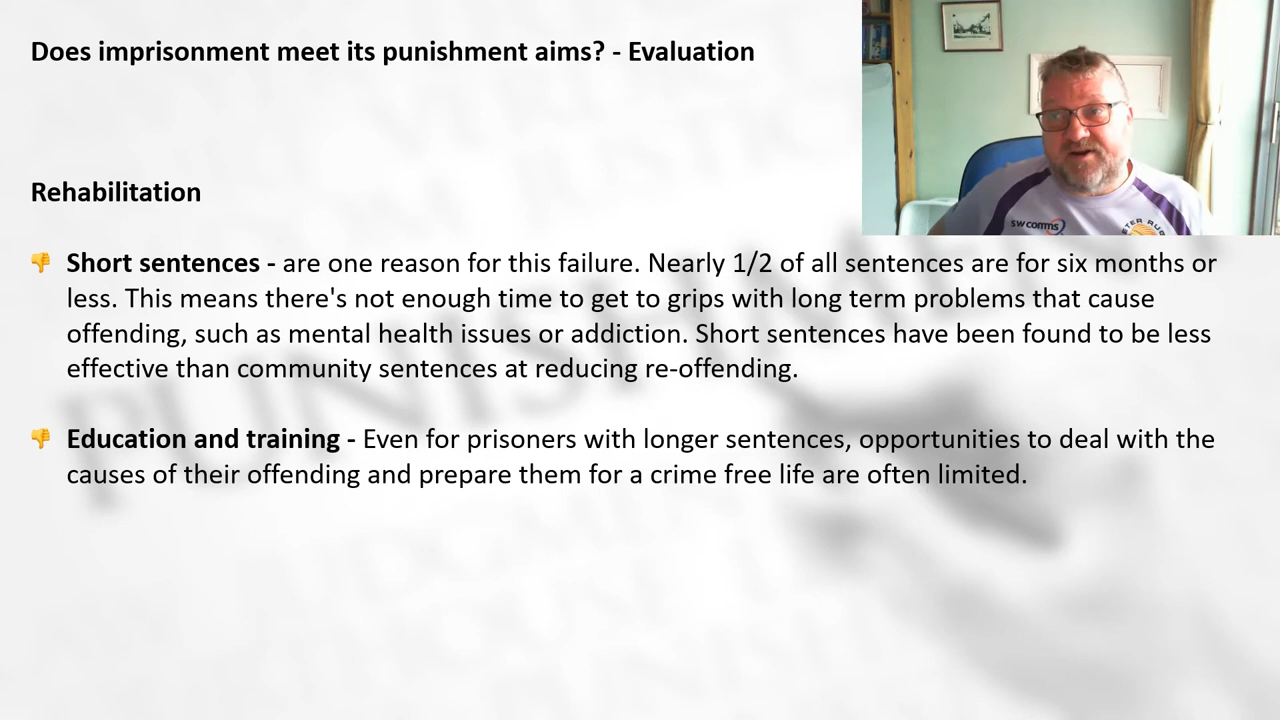 Does imprisonment meet its punishment aims? - Evaluation
Rehabilitation
👎 Short sentences - are one reason for this failure. Nearly 1/2 of all sentences are for six months or
less. This means there's not enough time to get to grips with long term problems that cause
offending, such as mental health issues or addiction. Short sentences have been found to be less
effective than community sentences at reducing re-offending.
👎 Education and training - Even for prisoners with longer sentences, opportunities to deal with the
causes of their offending and prepare them for a crime free life are often limited.
sw comms